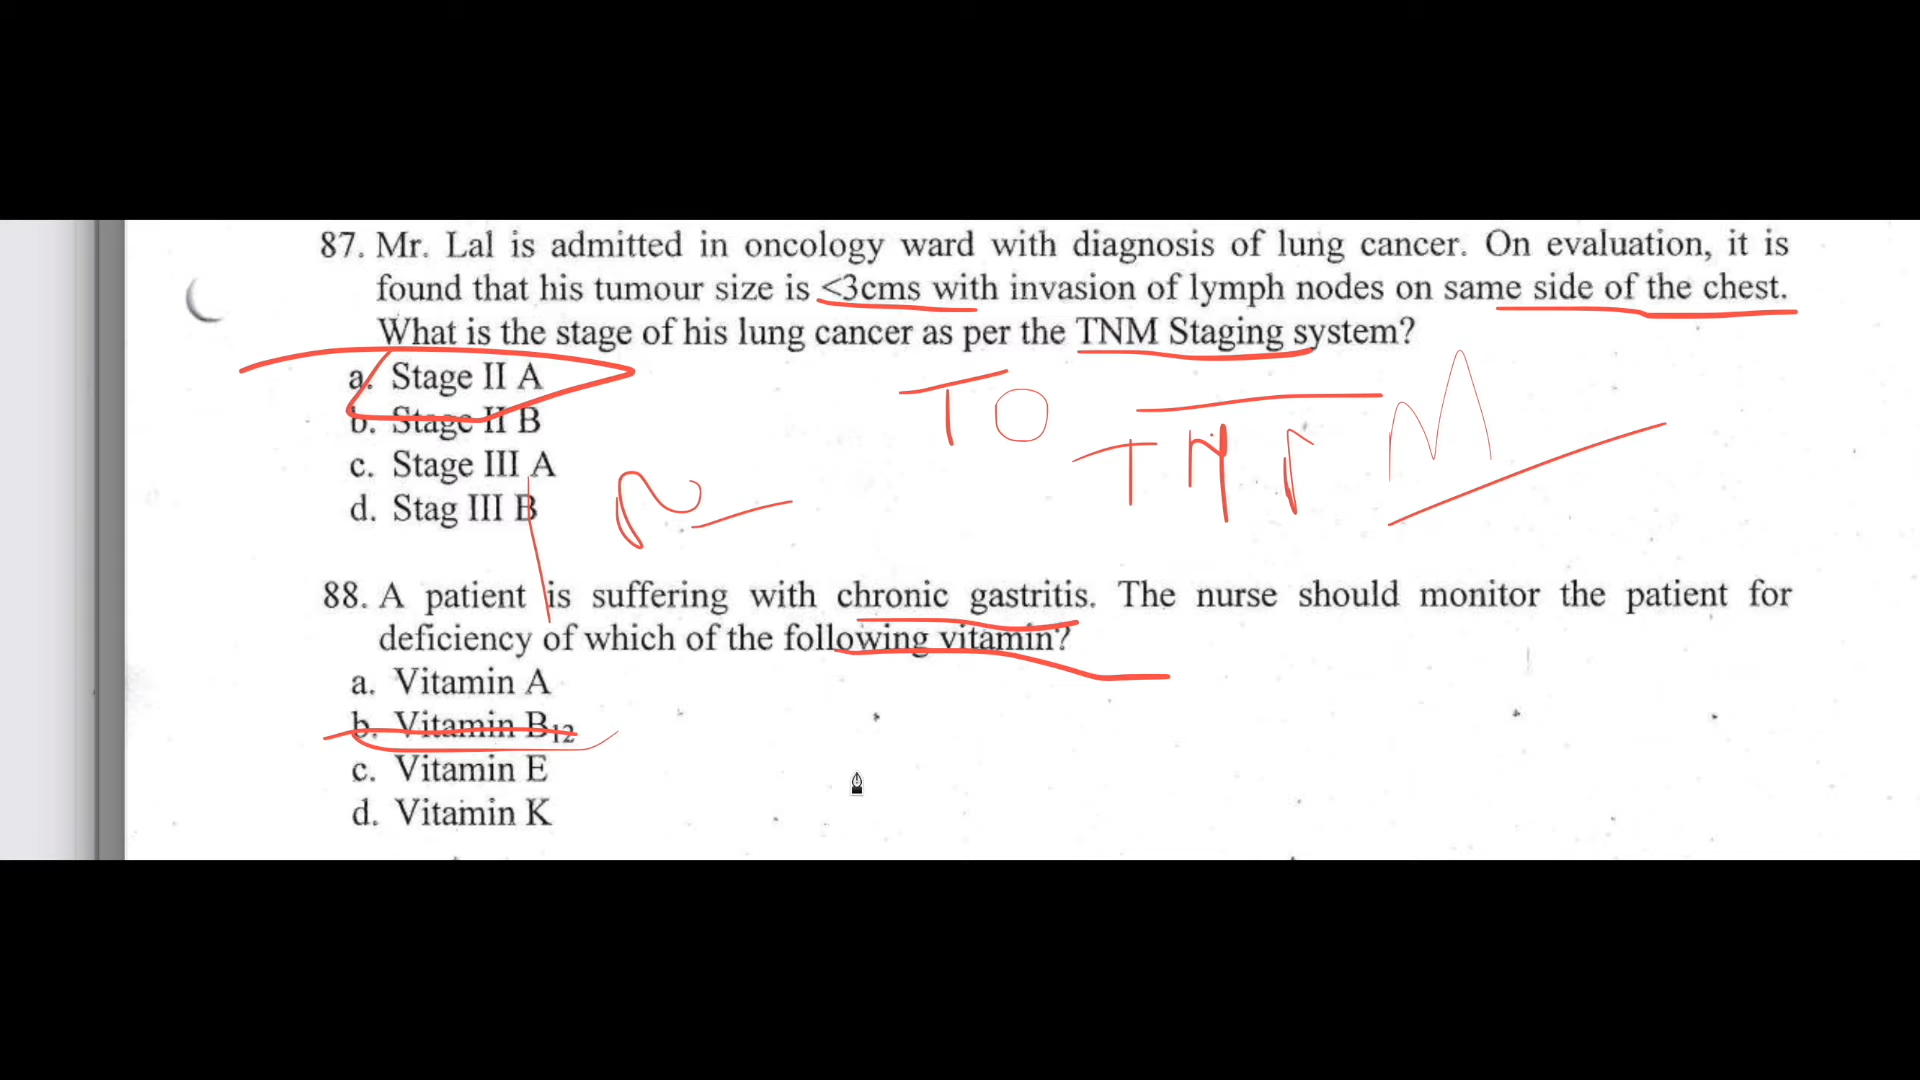 87. Mr. Lal is admitted in oncology ward with diagnosis of lung cancer. On evaluation, it is
found that his tumour size is <3cms with invasion of lymph nodes on same side of the chest.
What is the stage of his lung cancer as per the TNM Staging system?
a. Stage II A
b. Stage II B
c. Stage III A
d. Stag III B
TO
TN
M
88. A patient is suffering with chronic gastritis. The nurse should monitor the patient for
deficiency of which of the following vitamin?
a. Vitamin A
b. Vitamin B12
c. Vitamin E
d. Vitamin K